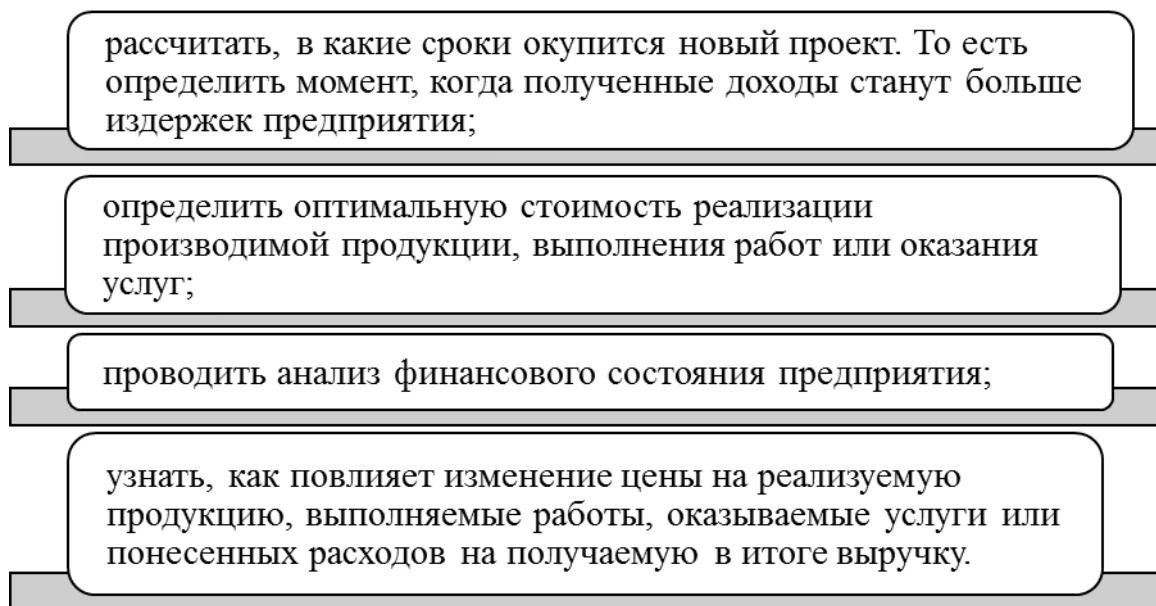 рассчитать, в какие сроки окупится новый проект. То есть
определить момент, когда полученные доходы станут больше
издержек предприятия;
определить оптимальную стоимость реализации
производимой продукции, выполнения работ или оказания
услуг;
проводить анализ финансового состояния предприятия;
узнать, как повлияет изменение цены на реализуемую
продукцию, выполняемые работы, оказываемые услуги или
понесенных расходов на получаемую в итоге выручку.